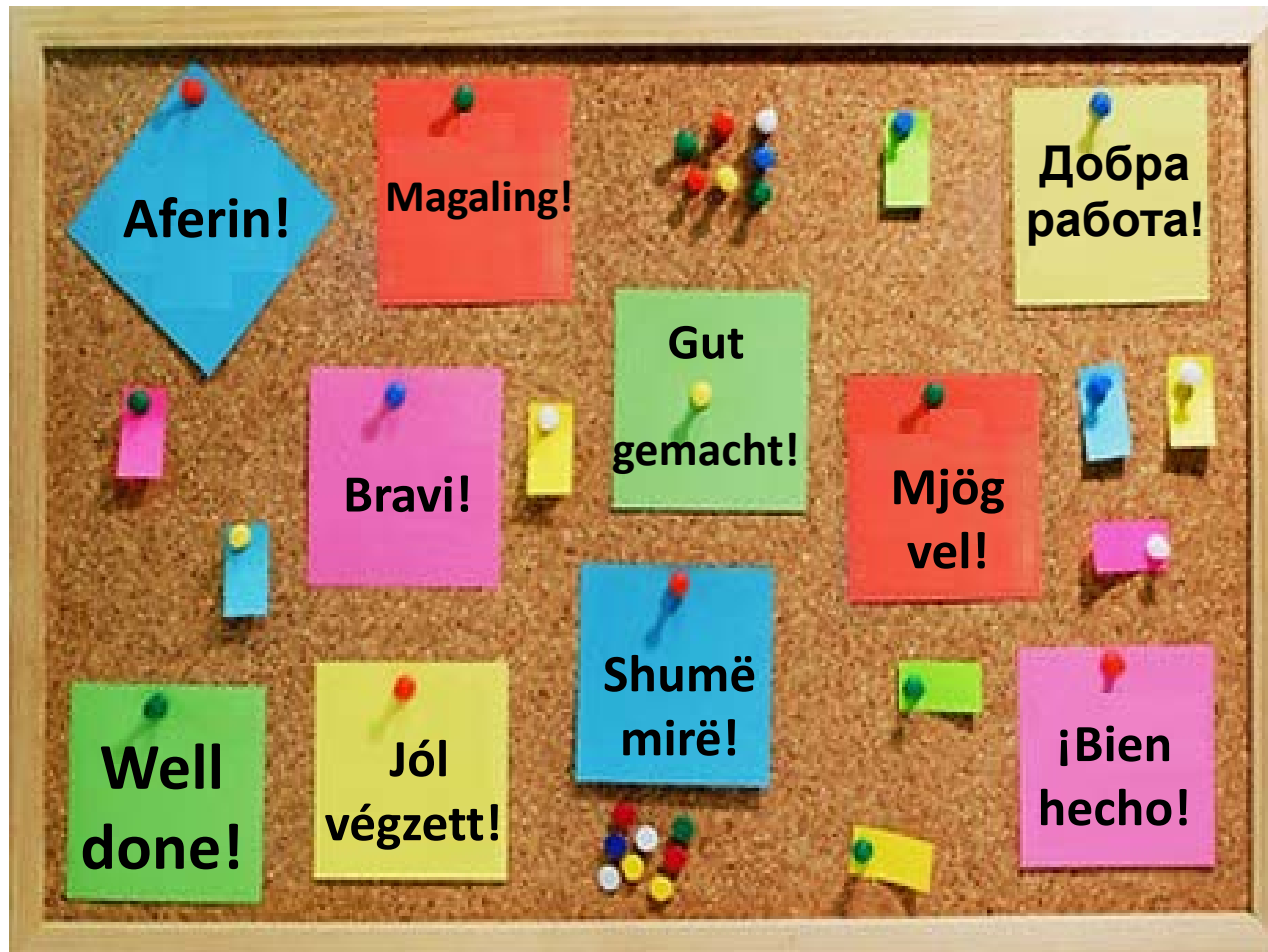 Aferin!
Magaling!
Добра
работа!
Gut
gemacht!
Bravi!
Mjög
vel!
Shumë
mirë!
Well
done!
Jól
végzett!
¡Bien
hecho!